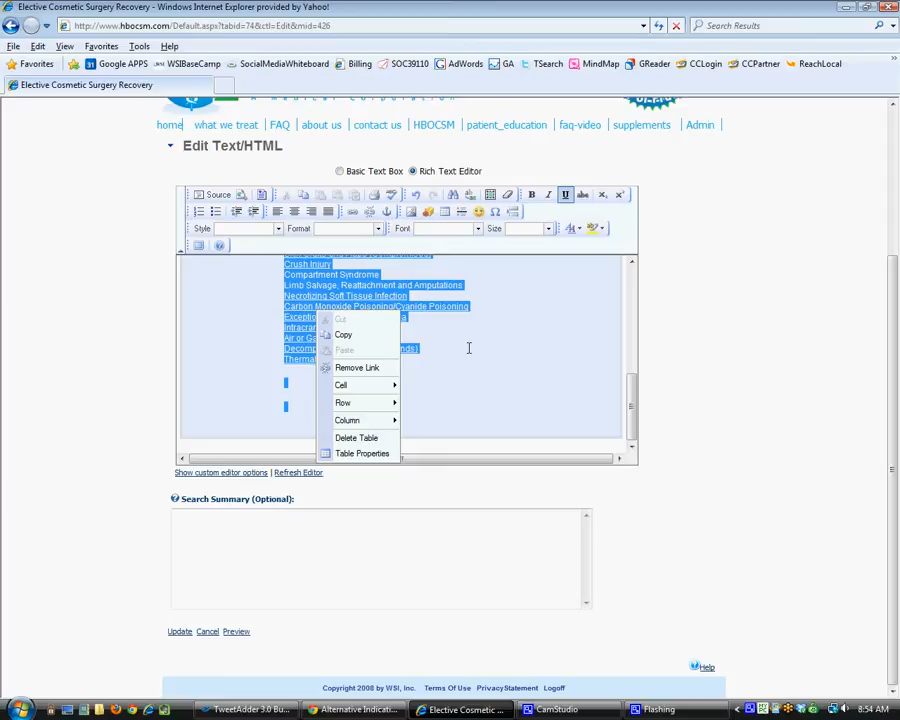 Elective Cosmetic Surgery Recovery - Windows Internet Explorer provided by Yahoo!
http://www.hbocsm.com/Default.aspx?tabid=74&ctl=Edit&mid=426
Search Results
File Edit View Favorites Tools Help
Favorites Google APPS WSIBaseCamp SocialMediaWhiteboard Billing SOC39110 AdWords GA TSearch MindMap GReader CCLogin CCPartner ReachLocal
Elective Cosmetic Surgery Recovery
home what we treat FAQ about us contact us HBOCSM patient_education faq-video supplements Admin
Edit Text/HTML
Basic Text Box Rich Text Editor
Source B I U abc x₂ x²
Style Format Font Size
Crush Injury
Compartment Syndrome
Limb Salvage, Reattachment and Amputations
Necrotizing Soft Tissue Infection
Carbon Monoxide Poisoning/Cyanide Poisoning
Cut
Copy
Paste
Remove Link
Cell
Row
Column
Delete Table
Table Properties
Show custom editor options Refresh Editor
Search Summary (Optional):
Update Cancel Preview
Help
Copyright 2008 by WSI, Inc. Terms Of Use PrivacyStatement Logoff
TweetAdder 3.0 Bu... Alternative Indicati... Elective Cosmetic ... CamStudio Flashing 8:54 AM